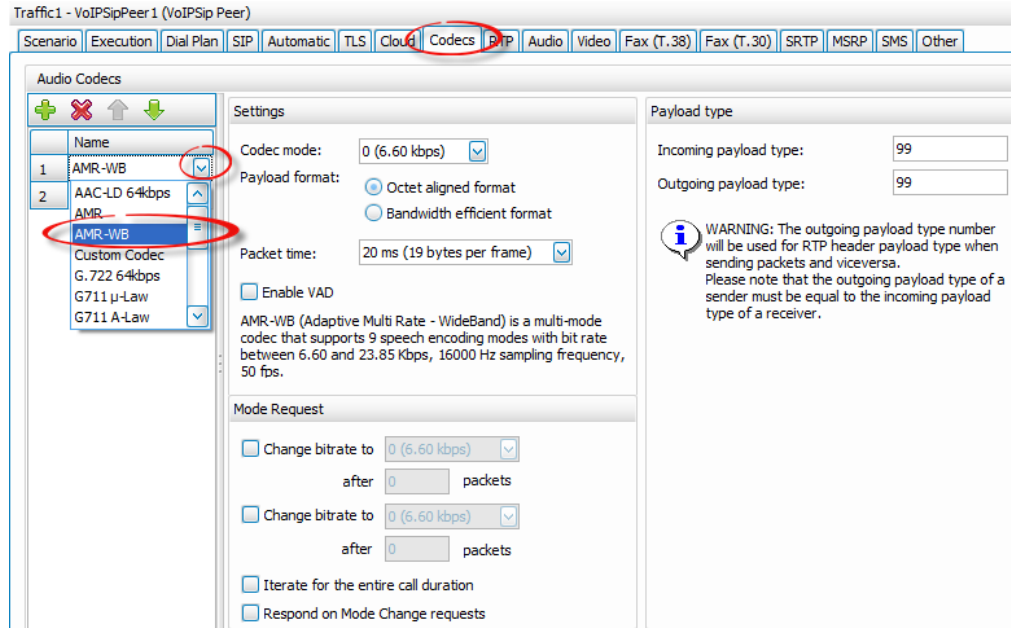 Traffic1 - VoIPSipPeer1 (VoIPSip Peer)
Scenario Execution Dial Plan SIP Automatic TLS Cloud Codecs RTP Audio Video Fax (T.38) Fax (T.30) SRTP MSRP SMS Other
Audio Codecs
Name
1 AMR-WB
2
AAC-LD 64kbps
AMR
AMR-WB
Custom Codec
G.722 64kbps
G711 µ-Law
G711 A-Law
Settings
Codec mode: 0 (6.60 kbps)
Payload format: Octet aligned format
Bandwidth efficient format
Packet time: 20 ms (19 bytes per frame)
Enable VAD
AMR-WB (Adaptive Multi Rate - WideBand) is a multi-mode
codec that supports 9 speech encoding modes with bit rate
between 6.60 and 23.85 Kbps, 16000 Hz sampling frequency,
50 fps.
Mode Request
Change bitrate to 0 (6.60 kbps)
after 0 packets
Change bitrate to 0 (6.60 kbps)
after 0 packets
Iterate for the entire call duration
Respond on Mode Change requests
Payload type
Incoming payload type: 99
Outgoing payload type: 99
WARNING: The outgoing payload type number
will be used for RTP header payload type when
sending packets and viceversa.
Please note that the outgoing payload type of a
sender must be equal to the incoming payload
type of a receiver.